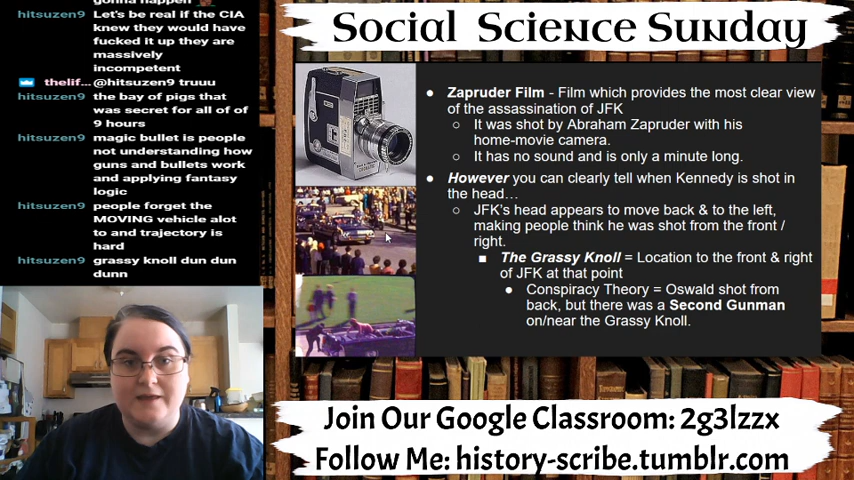 gonna happen
hitsuzen9 Let's be real if the CIA
knew they would have
fucked it up they are
massively
incompetent
thelif... @hitsuzen9 truuu
hitsuzen9 the bay of pigs that
was secret for all of of
9 hours
hitsuzen9 magic bullet is people
not understanding how
guns and bullets work
and applying fantasy
logic
hitsuzen9 people forget the
MOVING vehicle alot
to and trajectory is
hard
hitsuzen9 grassy knoll dun dun
dunn
Social Science Sunday
● Zapruder Film - Film which provides the most clear view
of the assassination of JFK
○ It was shot by Abraham Zapruder with his
home-movie camera.
○ It has no sound and is only a minute long.
● However you can clearly tell when Kennedy is shot in
the head…
○ JFK's head appears to move back & to the left,
making people think he was shot from the front /
right.
■ The Grassy Knoll = Location to the front & right
of JFK at that point
● Conspiracy Theory = Oswald shot from
back, but there was a Second Gunman
on/near the Grassy Knoll.
Join Our Google Classroom: 2g3lzzx
Follow Me: history-scribe.tumblr.com